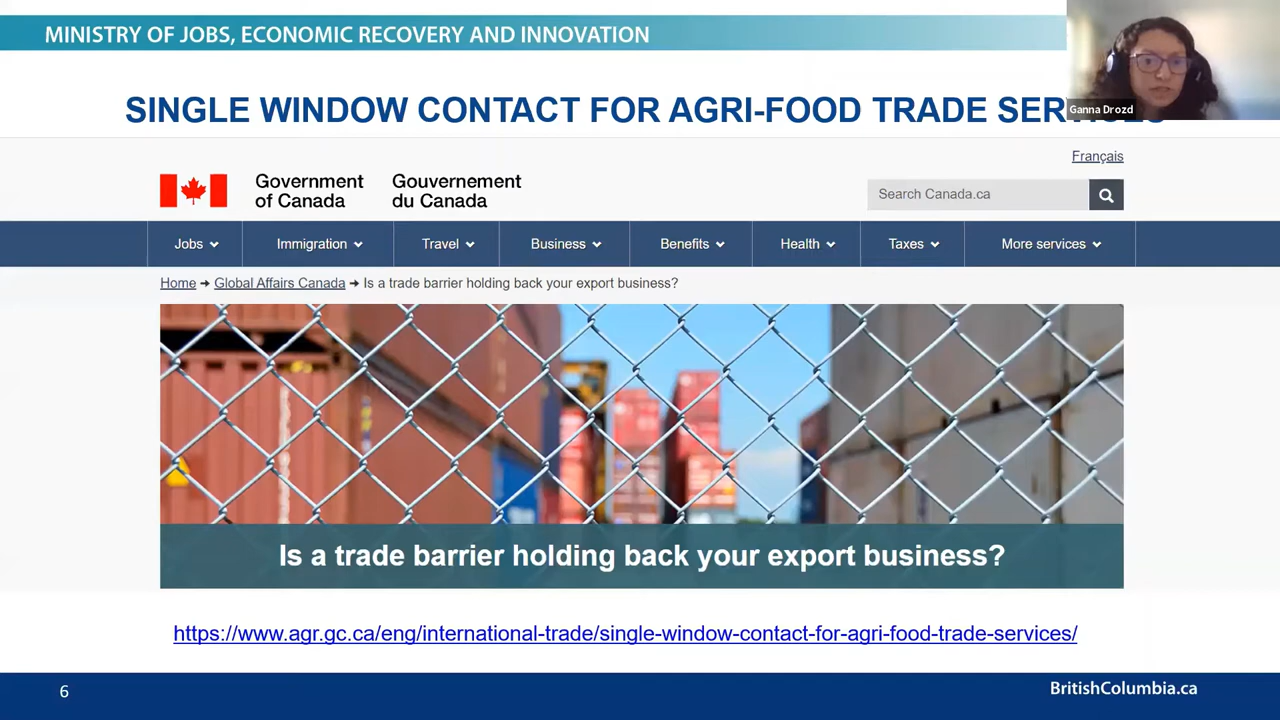 MINISTRY OF JOBS, ECONOMIC RECOVERY AND INNOVATION
Ganna Drozd
SINGLE WINDOW CONTACT FOR AGRI-FOOD TRADE
Français
Government of Canada
Gouvernement du Canada
Search Canada.ca
Jobs Immigration Travel Business Benefits Health Taxes More services
Home → Global Affairs Canada → Is a trade barrier holding back your export business?
Is a trade barrier holding back your export business?
https://www.agr.gc.ca/eng/international-trade/single-window-contact-for-agri-food-trade-services/
6
BritishColumbia.ca